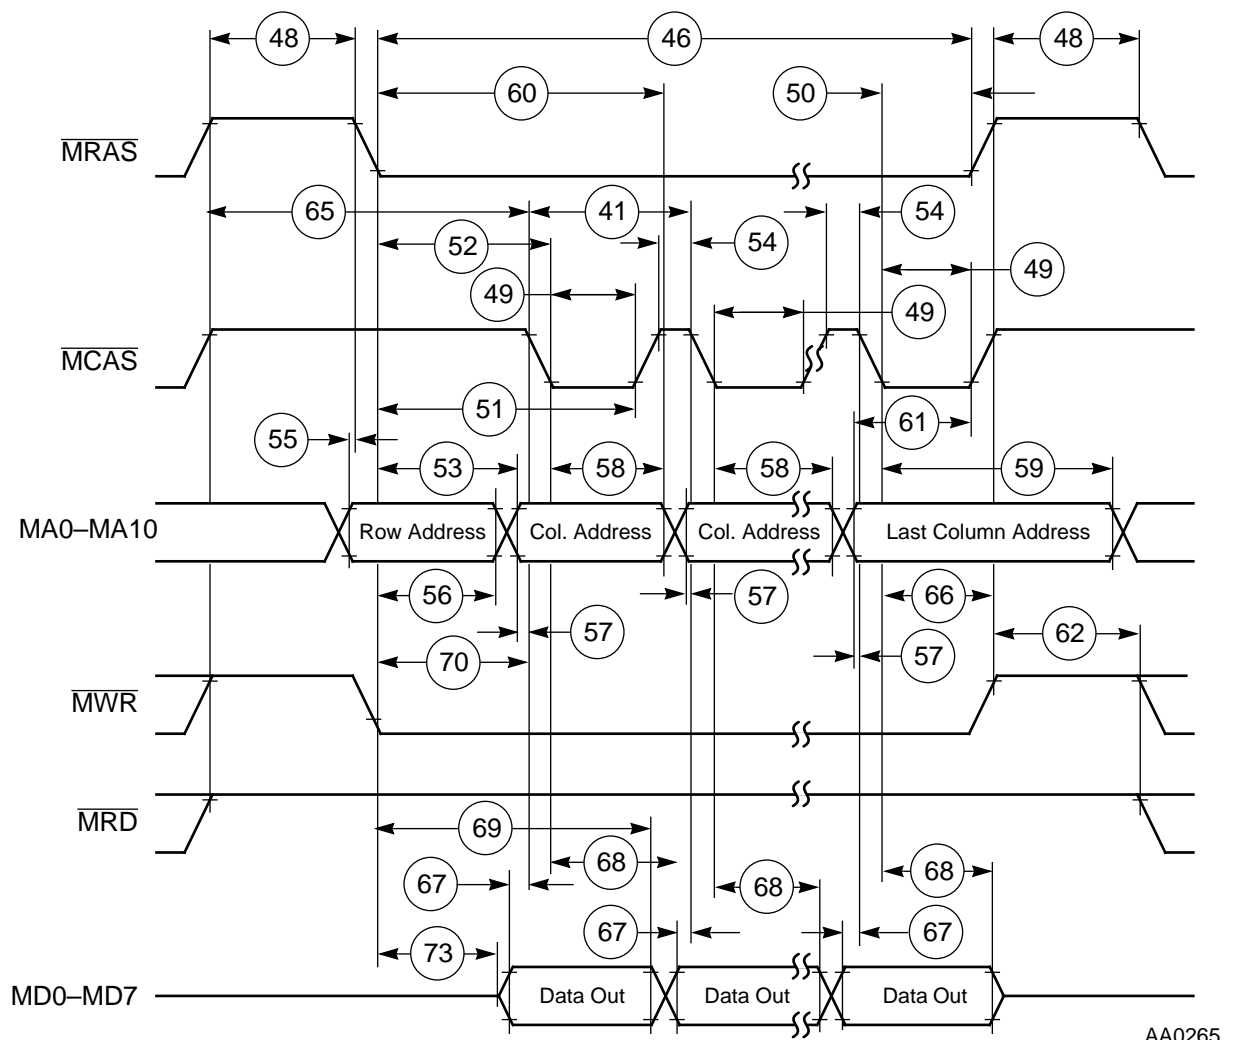 48 46 48
60 50
MRAS
65 41 54
52 54
49 49
49
MCAS
51 61
55 53 58 58 59
MA0–MA10 Row Address Col. Address Col. Address Last Column Address
56 57 66
70 57 57 62
MWR
MRD
69
67 68 68 68
67 67
73
MD0–MD7 Data Out Data Out Data Out
AA0265